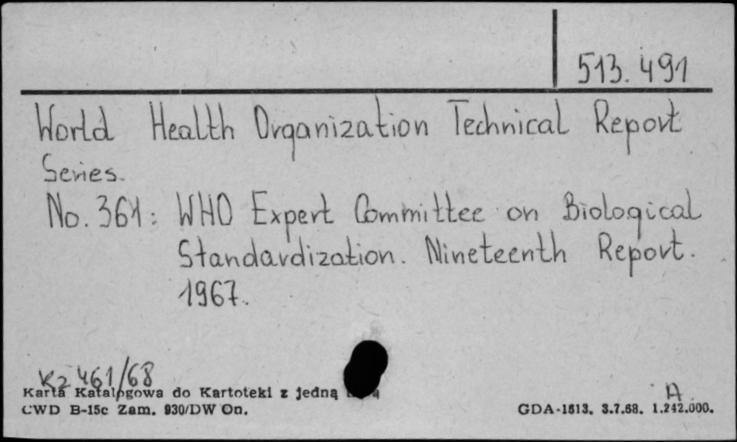 513.491
World Health Organization Technical Report
Series.
No. 361: WHO Expert Committee on Biological
Standardization. Nineteenth Report.
1967.
Kz 461/68
Karta Katalogowa do Kartoteki z jedną
CWD B-15c Zam. 930/DW On.
A
GDA-1813. 3.7.68. 1.242.000.